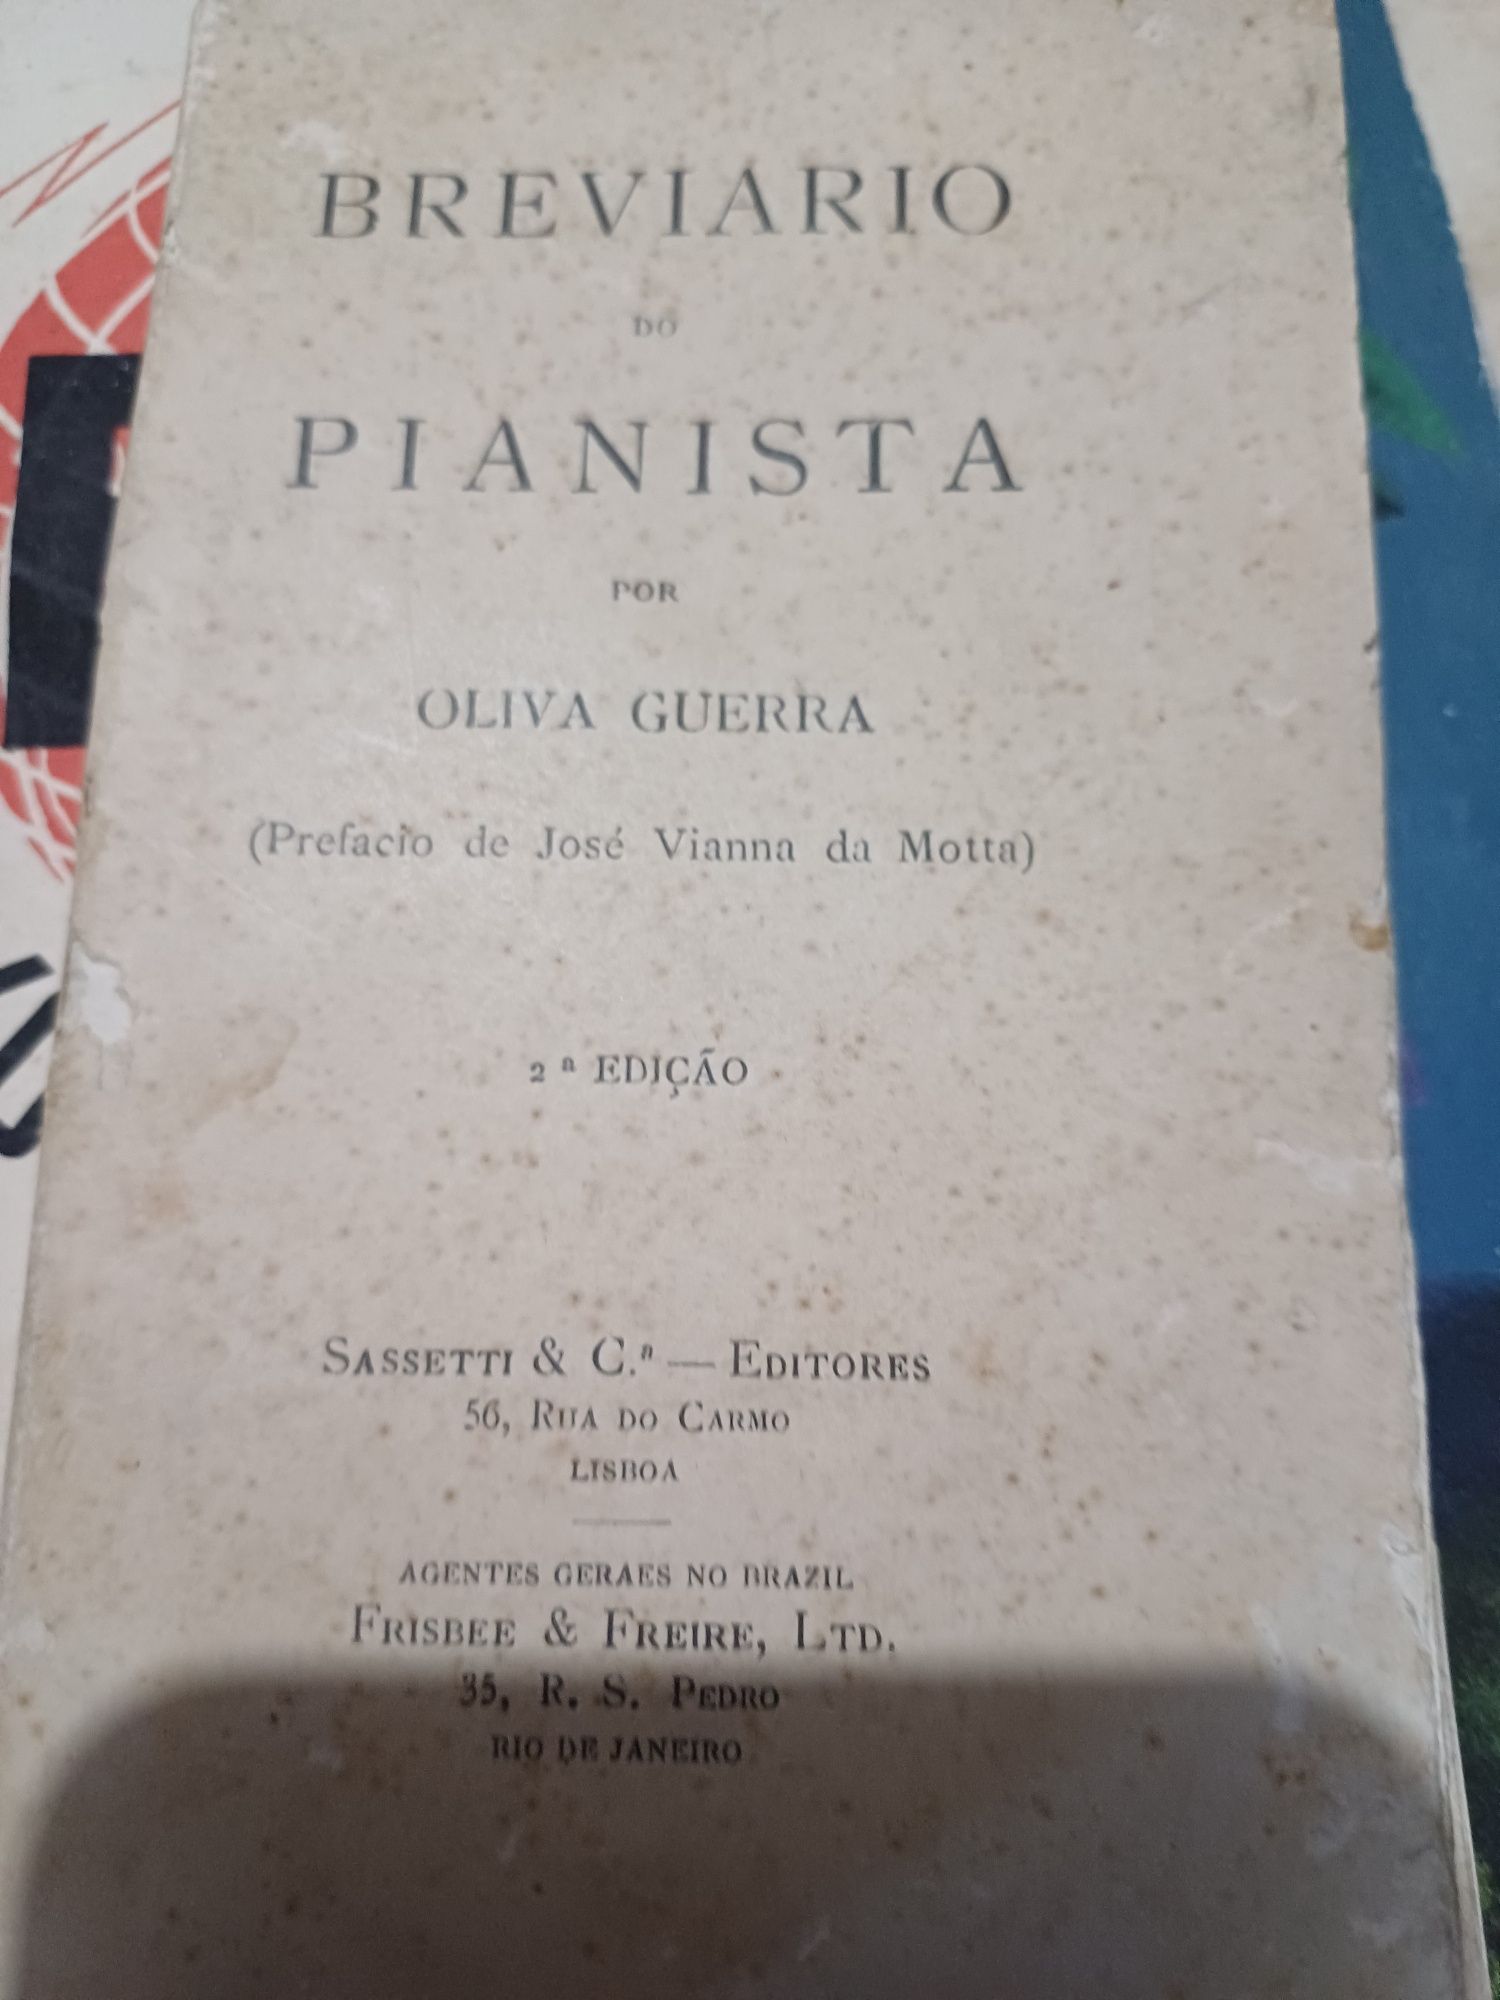 BREVIARIO
DO
PIANISTA
POR
OLIVA GUERRA
(Prefacio de José Vianna da Motta)
2ª EDIÇÃO
SASSETTI & C.ª — EDITORES
56, RUA DO CARMO
LISBOA
AGENTES GERAES NO BRAZIL
FRISBEE & FREIRE, LTD.
35, R. S. PEDRO
RIO DE JANEIRO